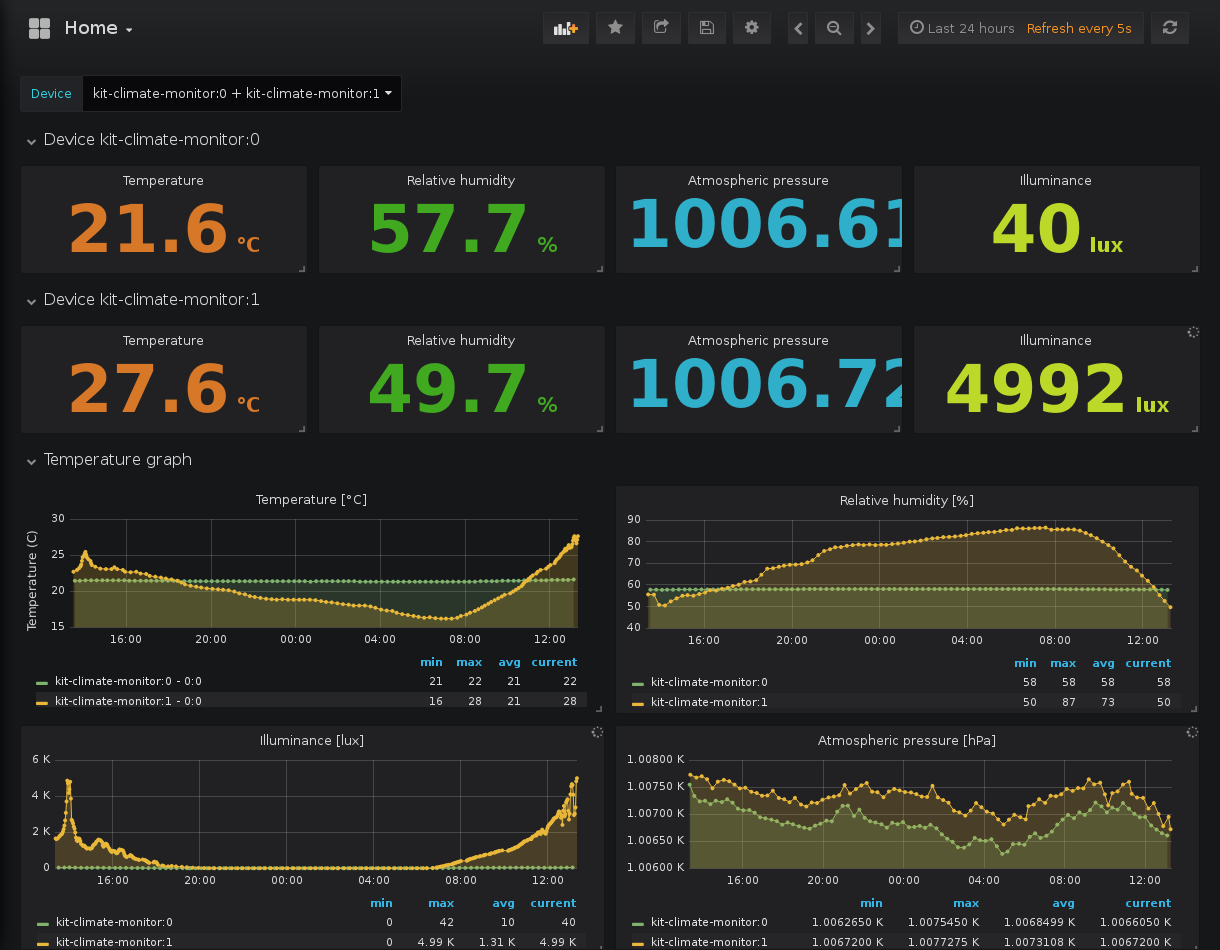 Home
Last 24 hours Refresh every 5s
Device kit-climate-monitor:0 + kit-climate-monitor:1
Device kit-climate-monitor:0
Temperature Relative humidity Atmospheric pressure Illuminance
21.6 °C 57.7 % 1006.61 40 lux
Device kit-climate-monitor:1
Temperature Relative humidity Atmospheric pressure Illuminance
27.6 °C 49.7 % 1006.72 4992 lux
Temperature graph
Temperature [°C]
Temperature (C)
30
25
20
15
16:00 20:00 00:00 04:00 08:00 12:00
min max avg current
kit-climate-monitor:0 - 0:0 21 22 21 22
kit-climate-monitor:1 - 0:0 16 28 21 28
Relative humidity [%]
90
80
70
60
50
40
16:00 20:00 00:00 04:00 08:00 12:00
min max avg current
kit-climate-monitor:0 58 58 58 58
kit-climate-monitor:1 50 87 73 50
Illuminance [lux]
6 K
4 K
2 K
0
16:00 20:00 00:00 04:00 08:00 12:00
min max avg current
kit-climate-monitor:0 0 42 10 40
kit-climate-monitor:1 0 4.99 K 1.31 K 4.99 K
Atmospheric pressure [hPa]
1.00800 K
1.00750 K
1.00700 K
1.00650 K
1.00600 K
16:00 20:00 00:00 04:00 08:00 12:00
min max avg current
kit-climate-monitor:0 1.0062650 K 1.0075450 K 1.0068499 K 1.0066050 K
kit-climate-monitor:1 1.0067200 K 1.0077275 K 1.0073108 K 1.0067200 K